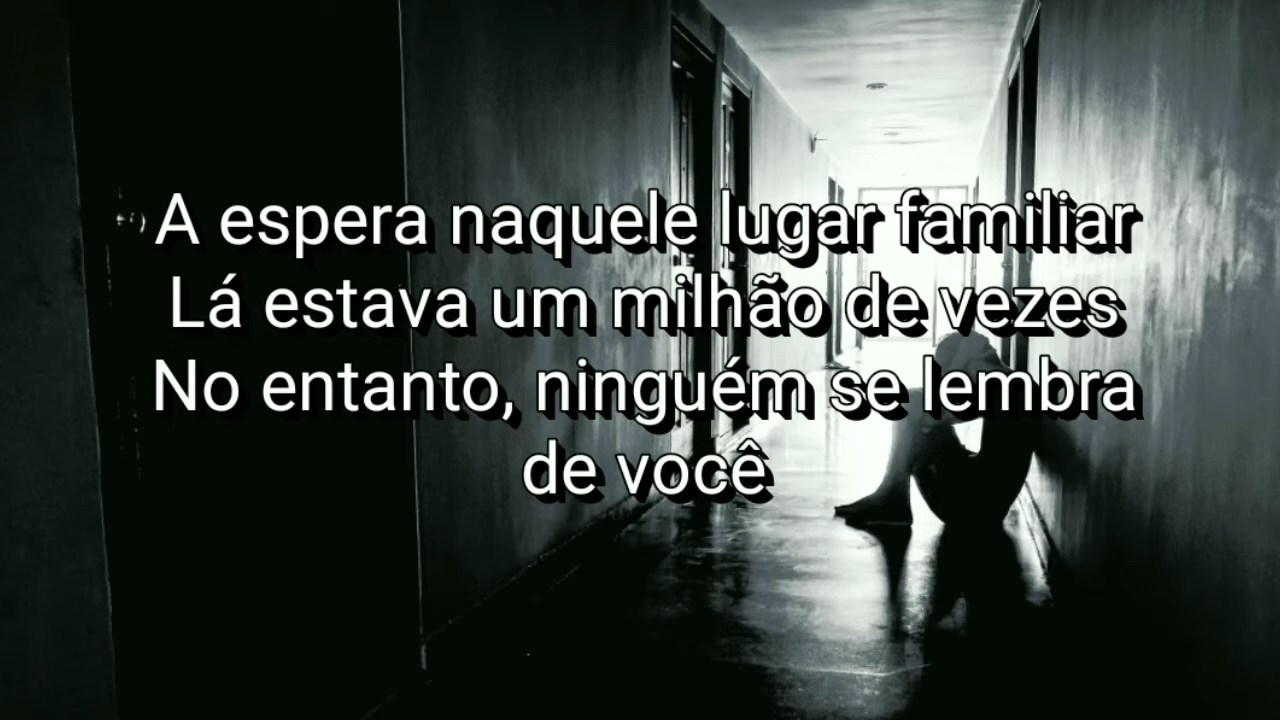 A espera naquele lugar familiar
Lá estava um milhão de vezes
No entanto, ninguém se lembra
de você